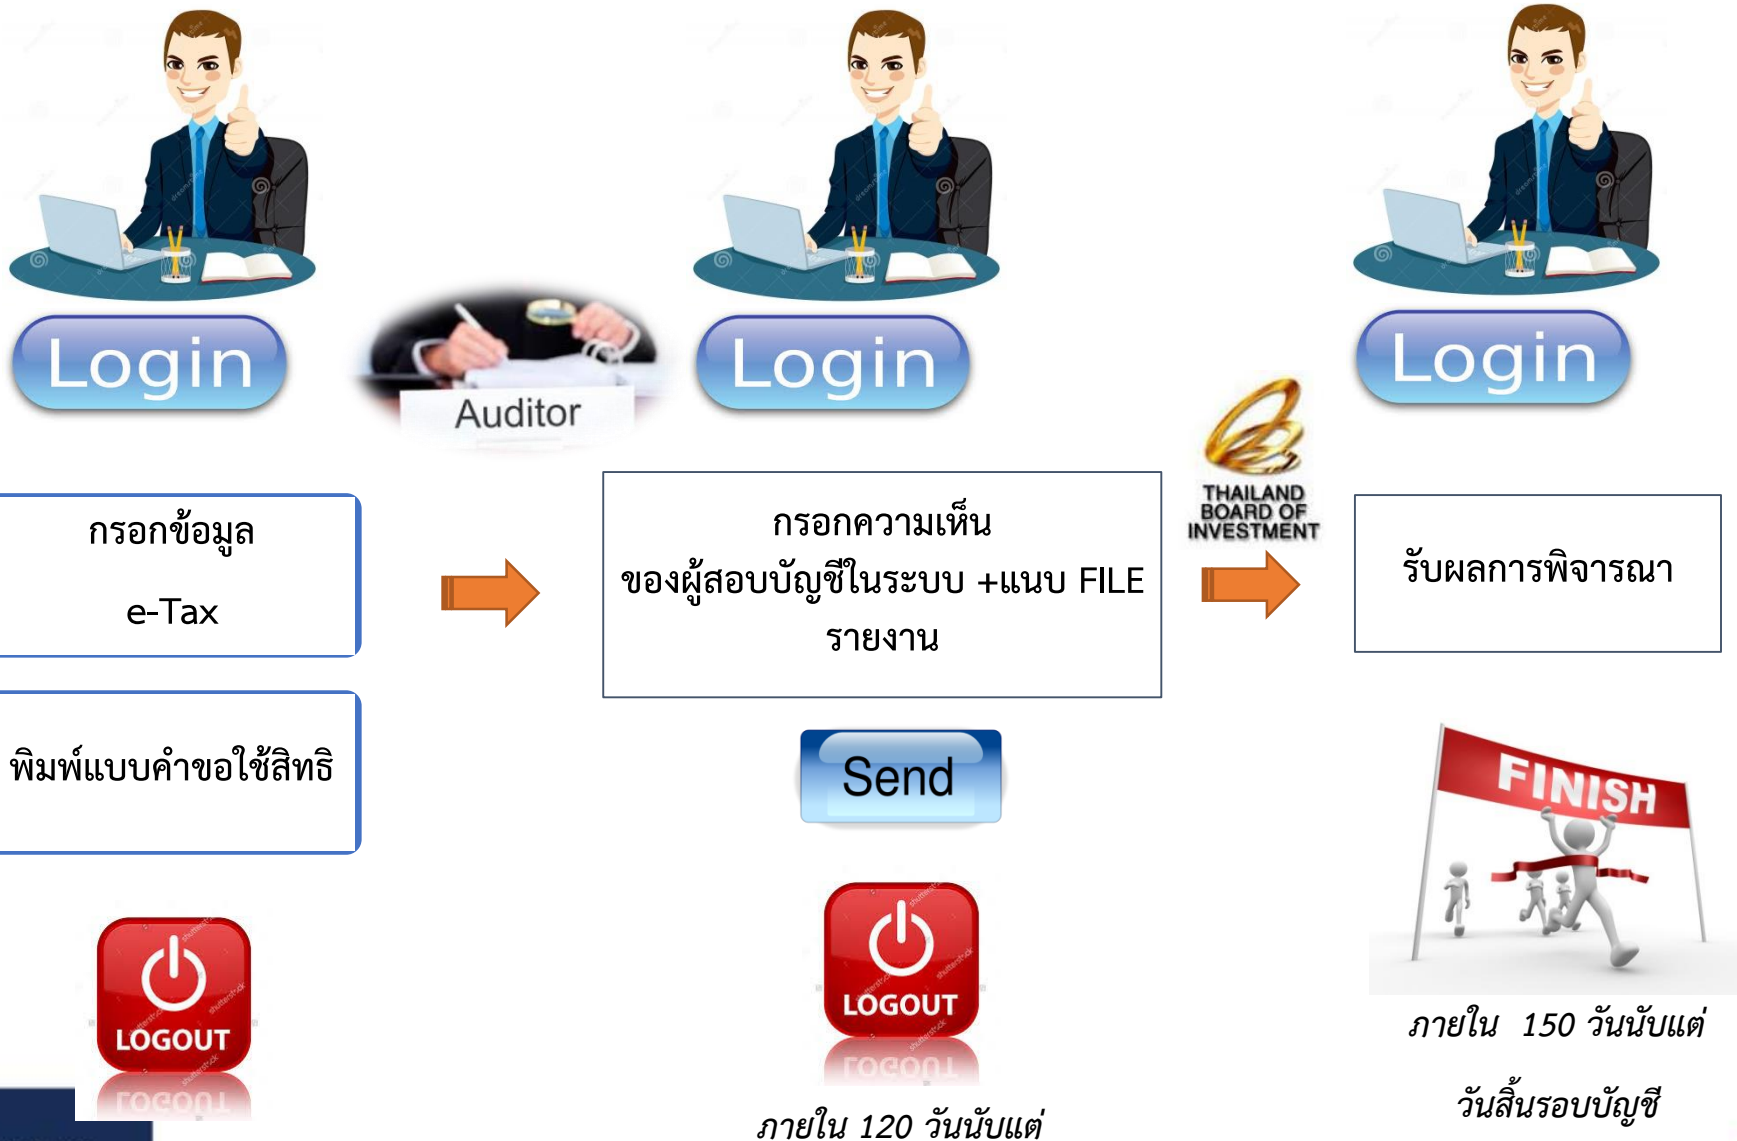 Login
กรอกข้อมูล
e-Tax
พิมพ์แบบคำขอใช้สิทธิ
LOGOUT
Auditor
Login
กรอกความเห็น
ของผู้สอบบัญชีในระบบ +แนบ FILE
รายงาน
Send
LOGOUT
ภายใน 120 วันนับแต่
THAILAND
BOARD OF
INVESTMENT
Login
รับผลการพิจารณา
FINISH
ภายใน 150 วันนับแต่
วันสิ้นรอบบัญชี